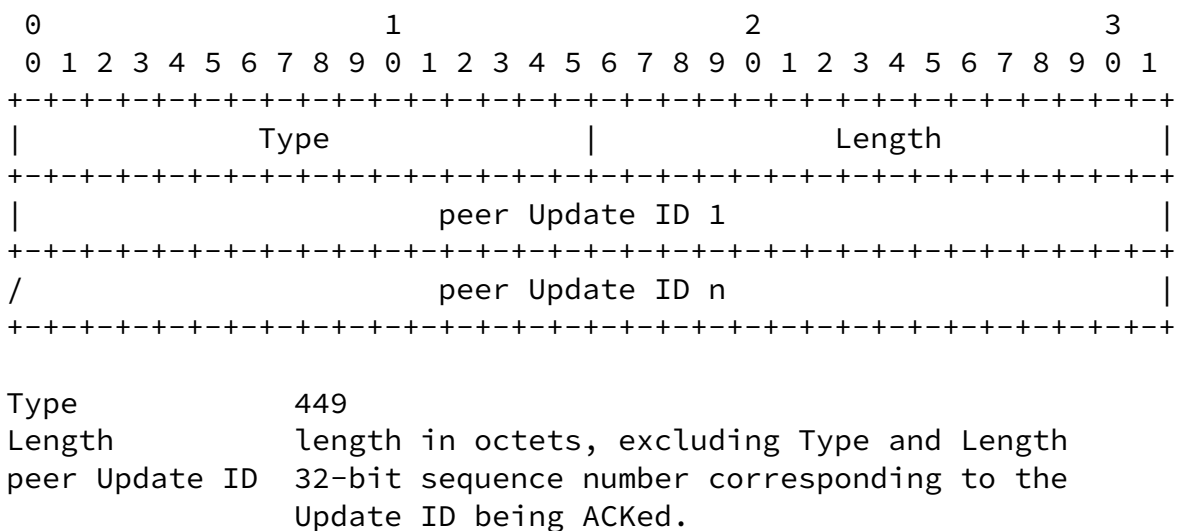 0                   1                   2                   3
 0 1 2 3 4 5 6 7 8 9 0 1 2 3 4 5 6 7 8 9 0 1 2 3 4 5 6 7 8 9 0 1
+-+-+-+-+-+-+-+-+-+-+-+-+-+-+-+-+-+-+-+-+-+-+-+-+-+-+-+-+-+-+-+-+
|             Type              |             Length            |
+-+-+-+-+-+-+-+-+-+-+-+-+-+-+-+-+-+-+-+-+-+-+-+-+-+-+-+-+-+-+-+-+
|                       peer Update ID 1                        |
+-+-+-+-+-+-+-+-+-+-+-+-+-+-+-+-+-+-+-+-+-+-+-+-+-+-+-+-+-+-+-+-+
/                       peer Update ID n                        |
+-+-+-+-+-+-+-+-+-+-+-+-+-+-+-+-+-+-+-+-+-+-+-+-+-+-+-+-+-+-+-+-+
Type            449
Length          length in octets, excluding Type and Length
peer Update ID  32-bit sequence number corresponding to the
                Update ID being ACKed.